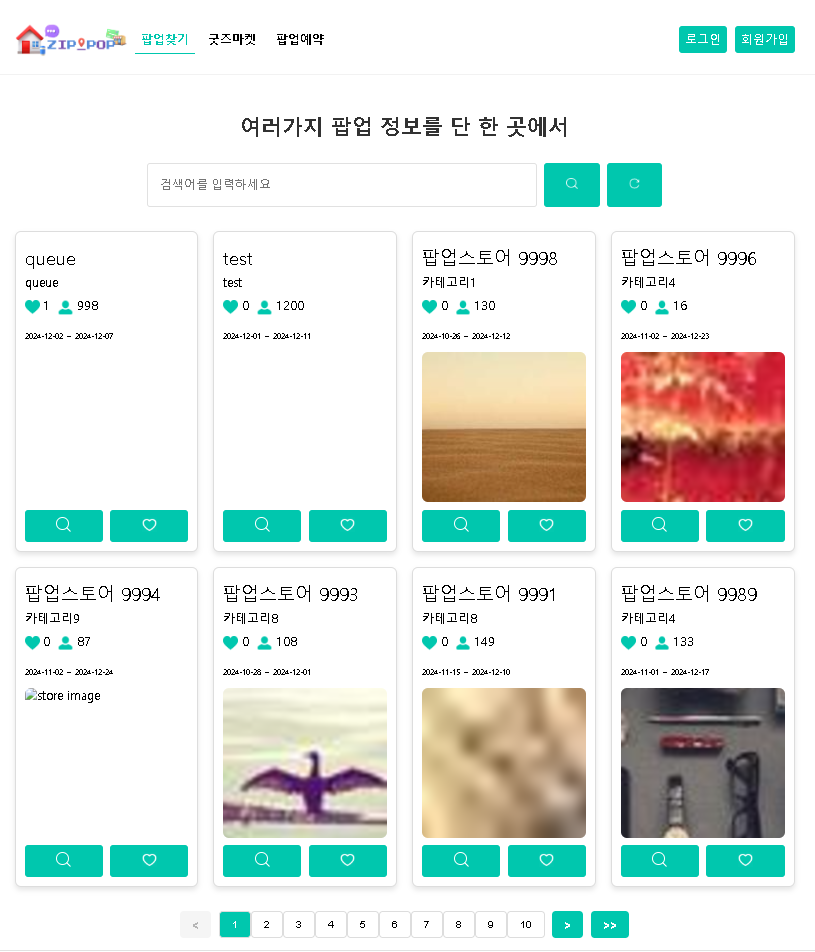 ZIP_POP 팝업찾기 굿즈마켓 팝업예약 로그인 회원가입
여러가지 팝업 정보를 단 한 곳에서
검색어를 입력하세요
queue
queue
1 998
2024-12-02 ~ 2024-12-07
test
test
0 1200
2024-12-01 ~ 2024-12-11
팝업스토어 9998
카테고리1
0 130
2024-10-26 ~ 2024-12-12
팝업스토어 9996
카테고리4
0 16
2024-11-02 ~ 2024-12-23
팝업스토어 9994
카테고리9
0 87
2024-11-02 ~ 2024-12-24
store image
팝업스토어 9993
카테고리8
0 108
2024-10-28 ~ 2024-12-01
팝업스토어 9991
카테고리8
0 149
2024-11-15 ~ 2024-12-10
팝업스토어 9989
카테고리4
0 133
2024-11-01 ~ 2024-12-17
< 1 2 3 4 5 6 7 8 9 10 > >>